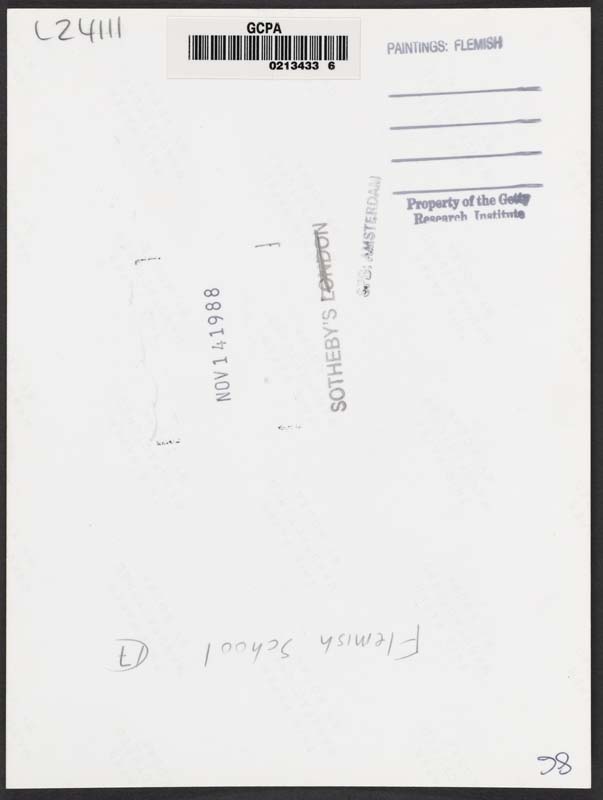 L24111
GCPA
0213433 6
PAINTINGS: FLEMISH
Property of the Getty
Research Institute
AMSTERDAM
SOTHEBY'S LONDON
NOV 14 1988
Flemish School 17